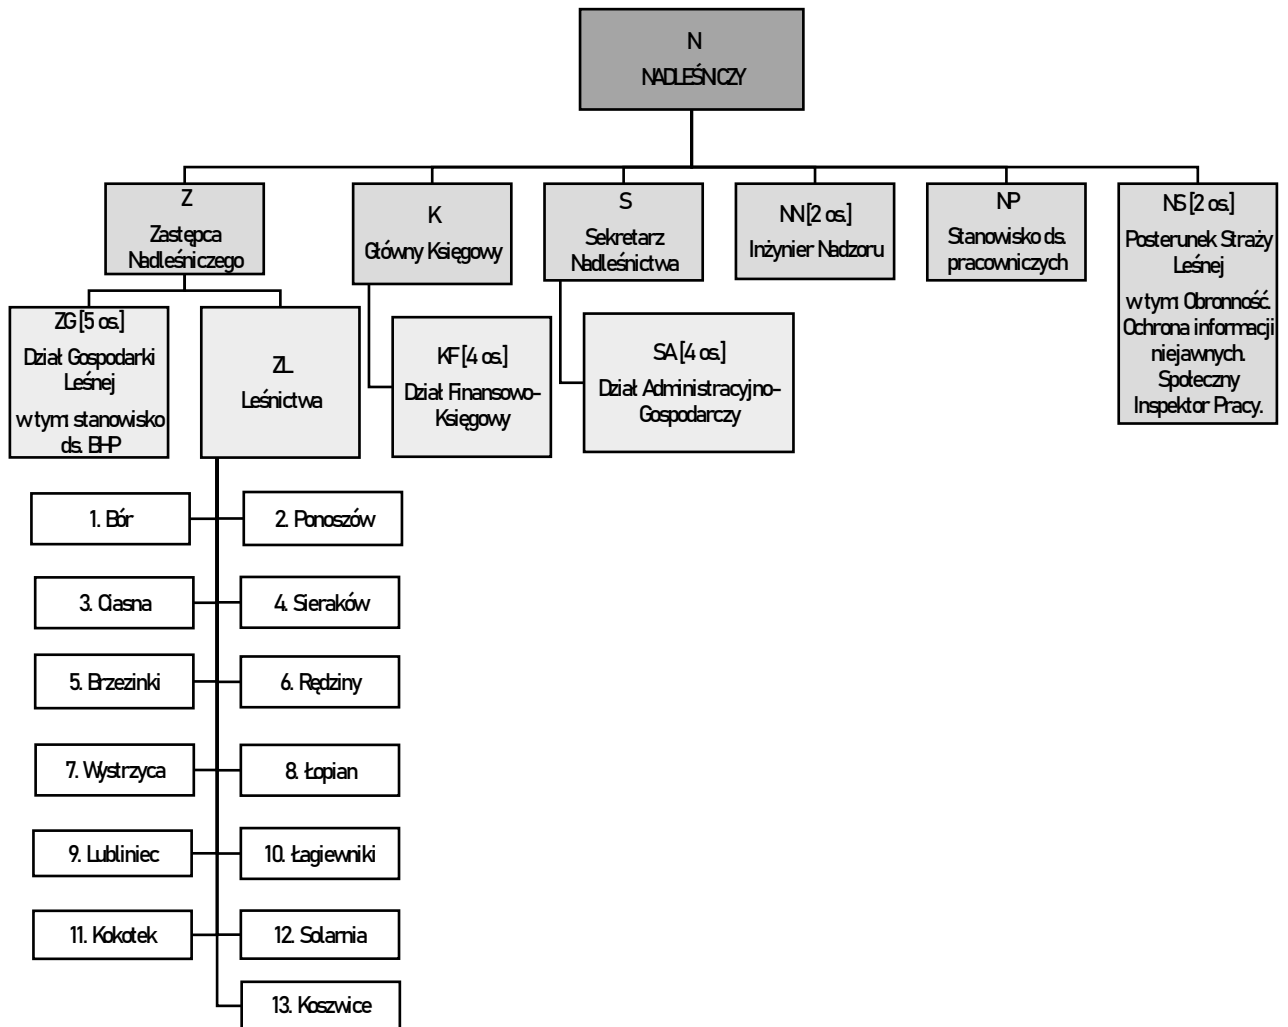 N
NADLEŚNICZY
Z
Zastępca
Nadleśniczego
K
Główny Księgowy
S
Sekretarz
Nadleśnictwa
NN [2 os.]
Inżynier Nadzoru
NP
Stanowisko ds.
pracowniczych
NS [2 os.]
Posterunek Straży
Leśnej
w tym: Obronność.
Ochrona informacji
niejawnych.
Społeczny
Inspektor Pracy.
ZG [5 os.]
Dział Gospodarki
Leśnej
w tym: stanowisko
ds. BHP
ZL
Leśnictwa
KF [4 os.]
Dział Finansowo-
Księgowy
SA [4 os.]
Dział Administracyjno-
Gospodarczy
1. Bór
2. Ponoszów
3. Ciasna
4. Sieraków
5. Brzezinki
6. Rędziny
7. Wystrzyca
8. Łopian
9. Lubliniec
10. Łagiewniki
11. Kokotek
12. Solarnia
13. Koszwice